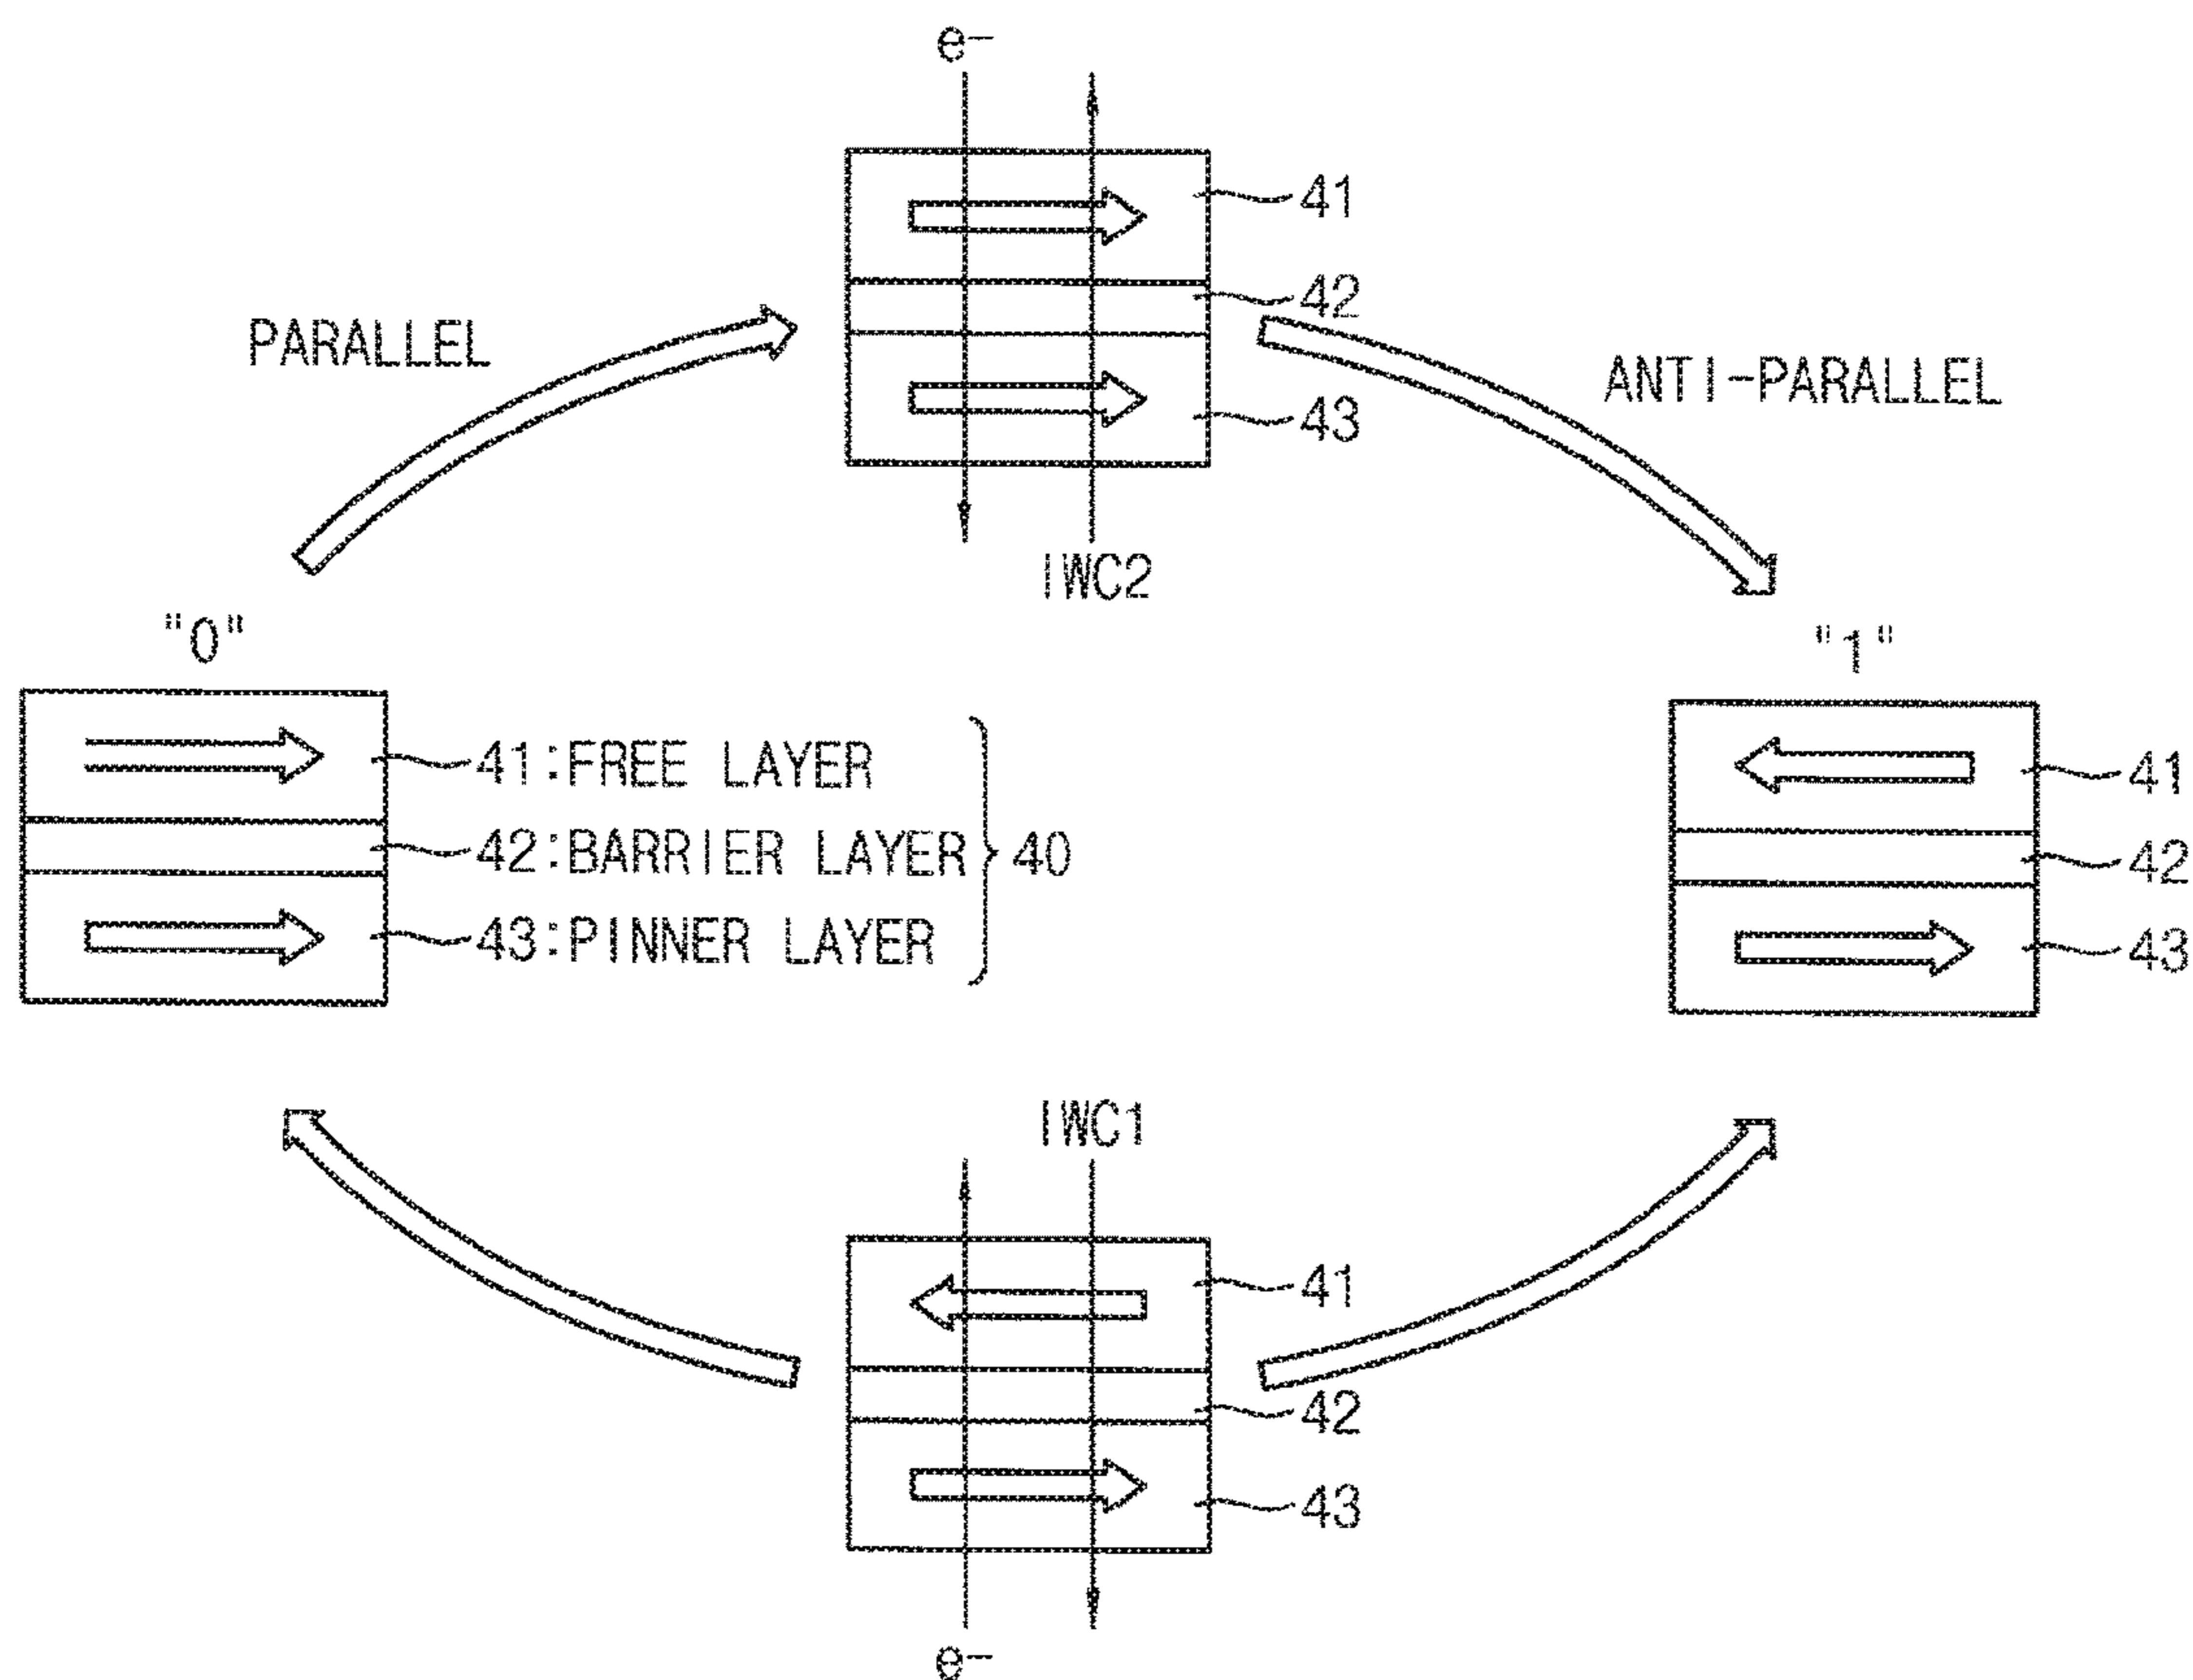 e-
41
42
PARALLEL
ANTI-PARALLEL
43
IWC2
"0"
"1"
41:FREE LAYER
41
42:BARRIER LAYER
40
42
43:PINNER LAYER
43
IWC1
41
42
43
e-